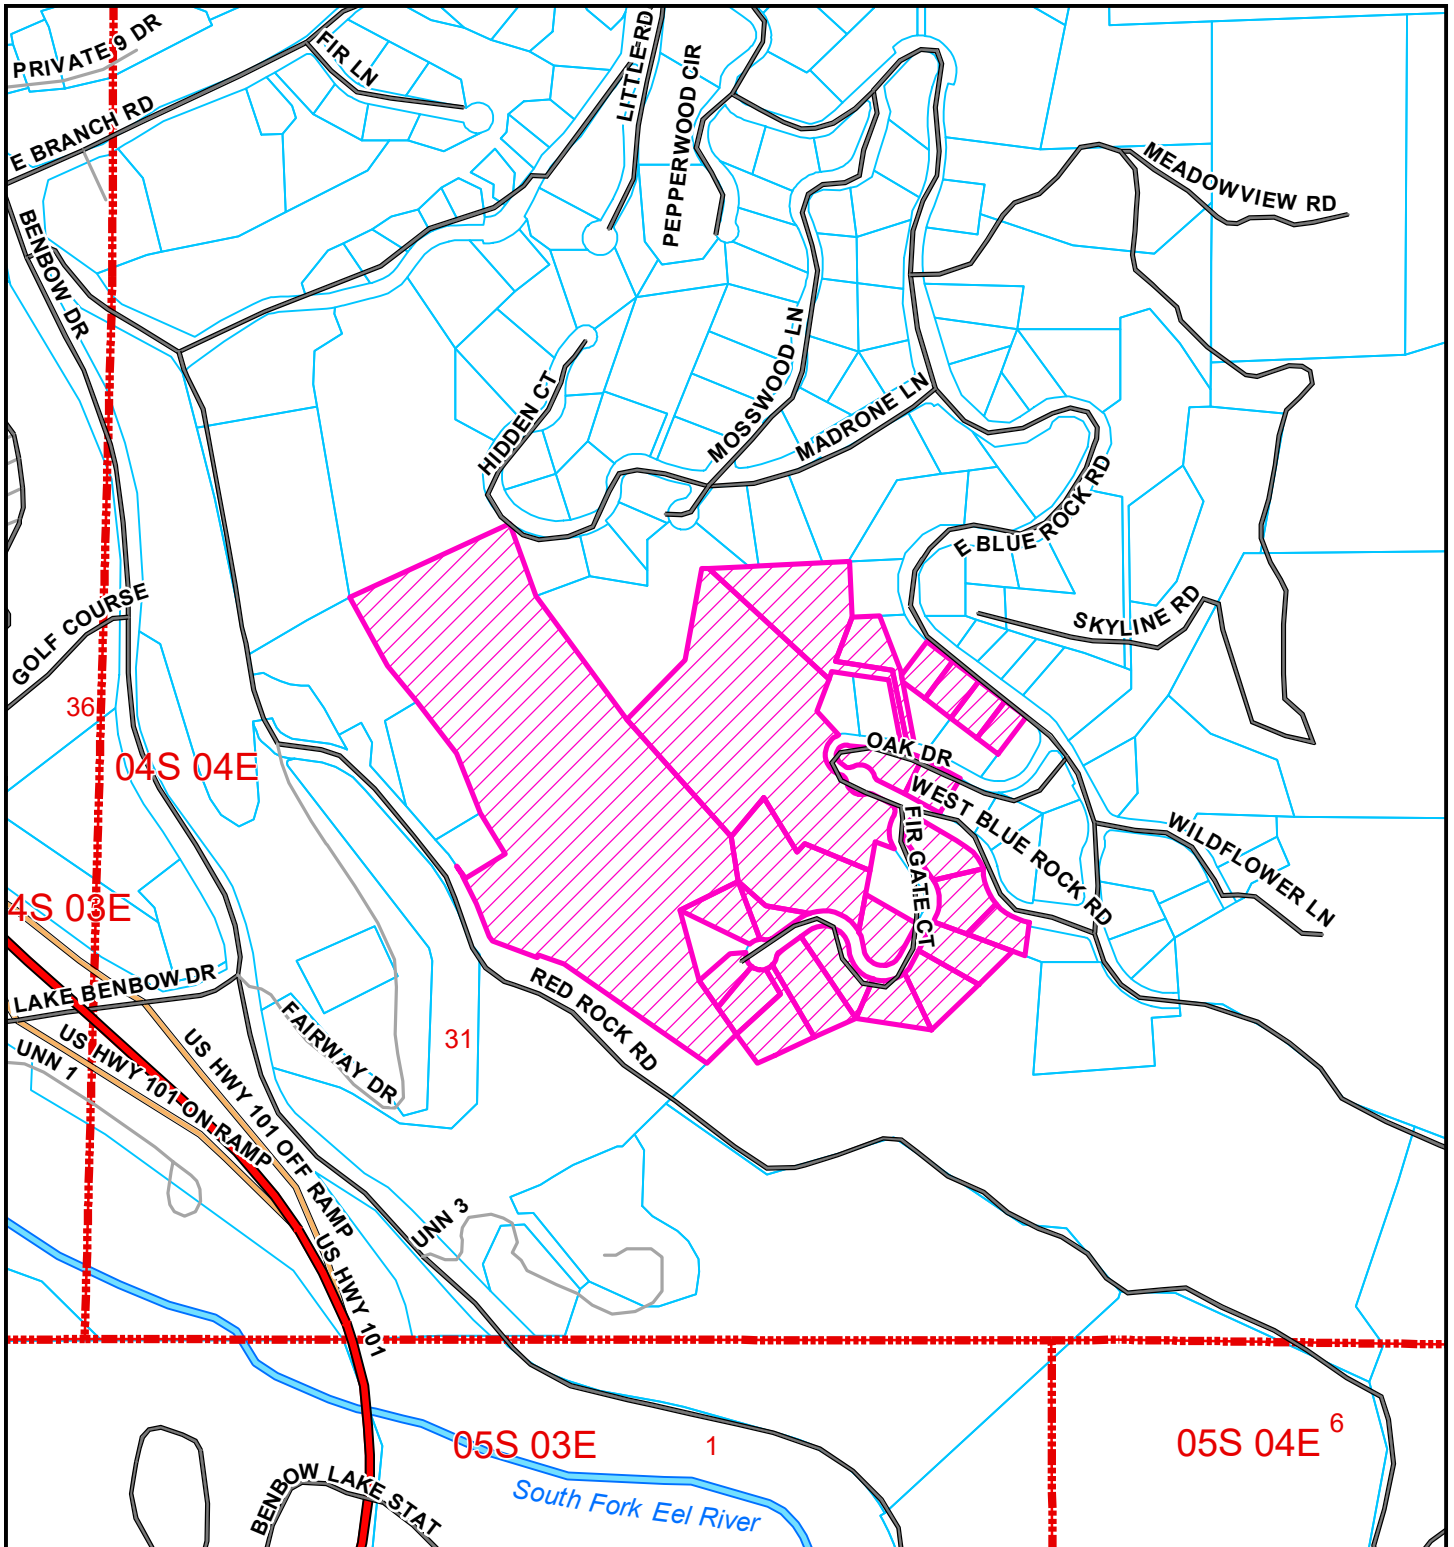 PRIVATE 9 DR
FIR LN
LITTLE RD
PEPPERWOOD CIR
E BRANCH RD
MEADOWVIEW RD
BENBOW DR
HIDDEN CT
MOSSWOOD LN
MADRONE LN
E BLUE ROCK RD
SKYLINE RD
GOLF COURSE
36
04S 04E
OAK DR
WEST BLUE ROCK RD
FIR GATE CT
WILDFLOWER LN
4S 03E
LAKE BENBOW DR
RED ROCK RD
FAIRWAY DR
31
US HWY 101 OFF RAMP
US HWY 101 ON RAMP
UNN 1
UNN 3
US HWY 101
05S 03E
1
05S 04E
6
South Fork Eel River
BENBOW LAKE STAT